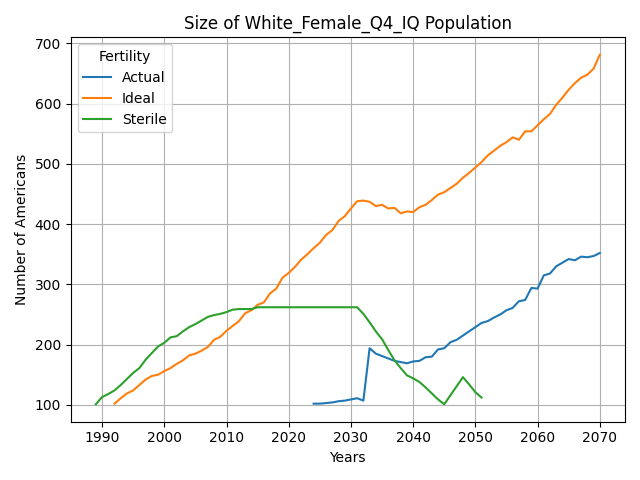 Size of White_Female_Q4_IQ Population
700
600
500
400
300
200
100
Number of Americans
Fertility
Actual
Ideal
Sterile
1990 2000 2010 2020 2030 2040 2050 2060 2070
Years